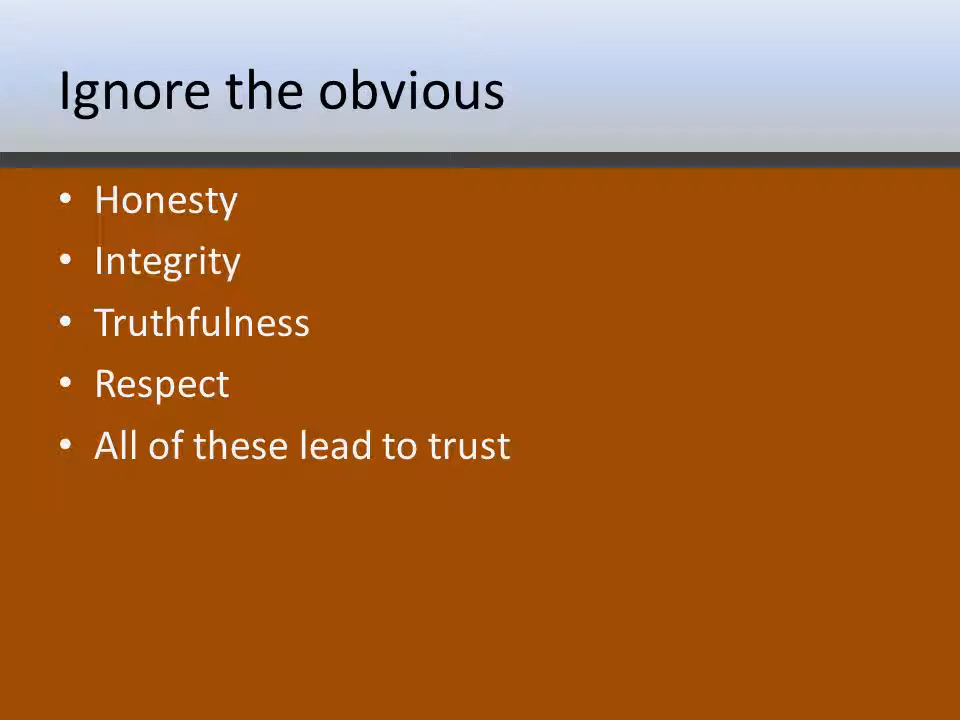 Ignore the obvious
• Honesty
• Integrity
• Truthfulness
• Respect
• All of these lead to trust